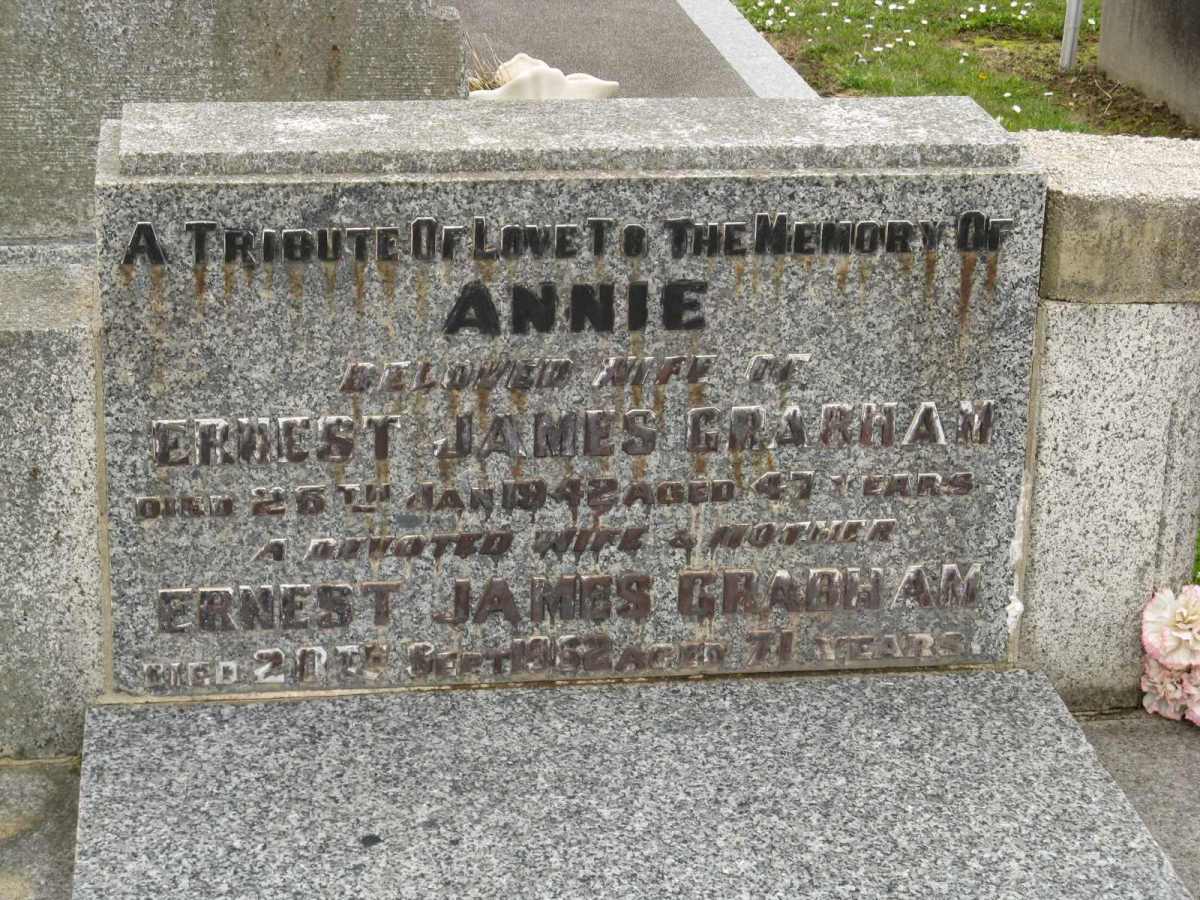 A TRIBUTE OF LOVE TO THE MEMORY OF
ANNIE
BELOVED WIFE OF
ERNEST JAMES GRABHAM
DIED 26TH JAN 1942 AGED 47 YEARS
A DEVOTED WIFE & MOTHER
ERNEST JAMES GRABHAM
DIED 20TH SEPT 1962 AGED 71 YEARS.